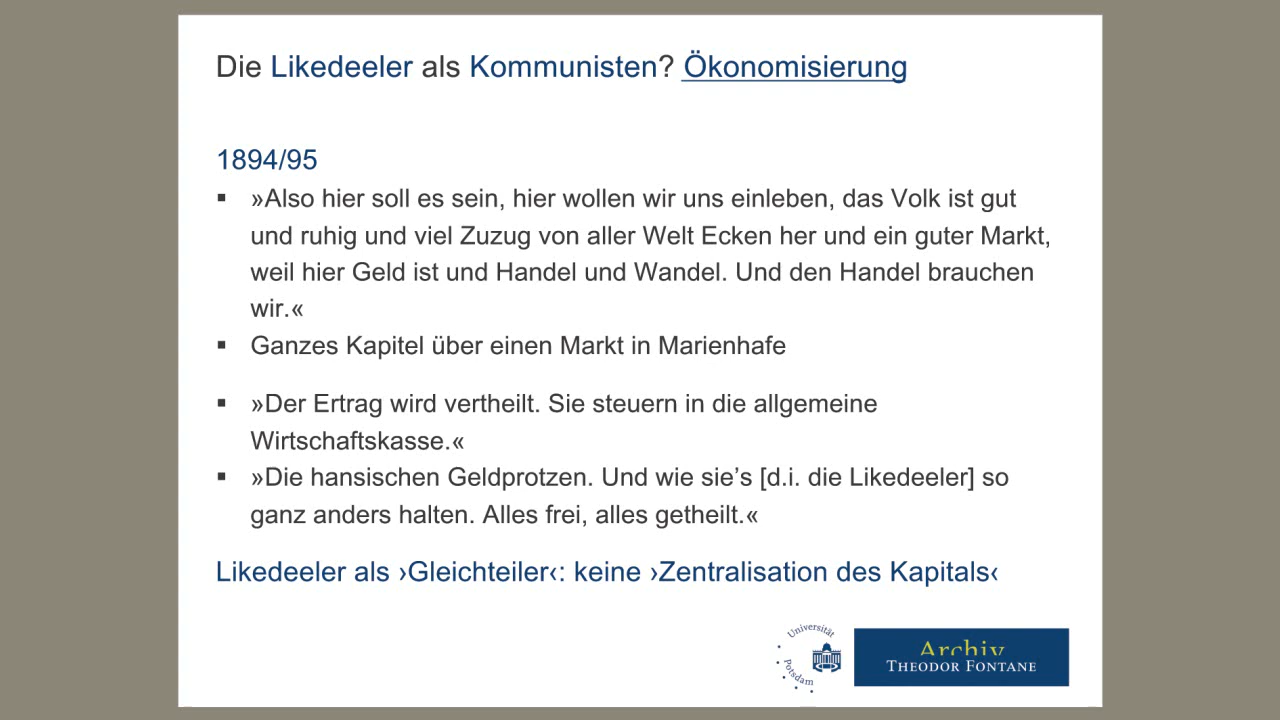 Die Likedeeler als Kommunisten? Ökonomisierung
1894/95
▪ »Also hier soll es sein, hier wollen wir uns einleben, das Volk ist gut
und ruhig und viel Zuzug von aller Welt Ecken her und ein guter Markt,
weil hier Geld ist und Handel und Wandel. Und den Handel brauchen
wir.«
▪ Ganzes Kapitel über einen Markt in Marienhafe
▪ »Der Ertrag wird vertheilt. Sie steuern in die allgemeine
Wirtschaftskasse.«
▪ »Die hansischen Geldprotzen. Und wie sie’s [d.i. die Likedeeler] so
ganz anders halten. Alles frei, alles getheilt.«
Likedeeler als ›Gleichteiler‹: keine ›Zentralisation des Kapitals‹
Universität
Potsdam
Archiv
THEODOR FONTANE